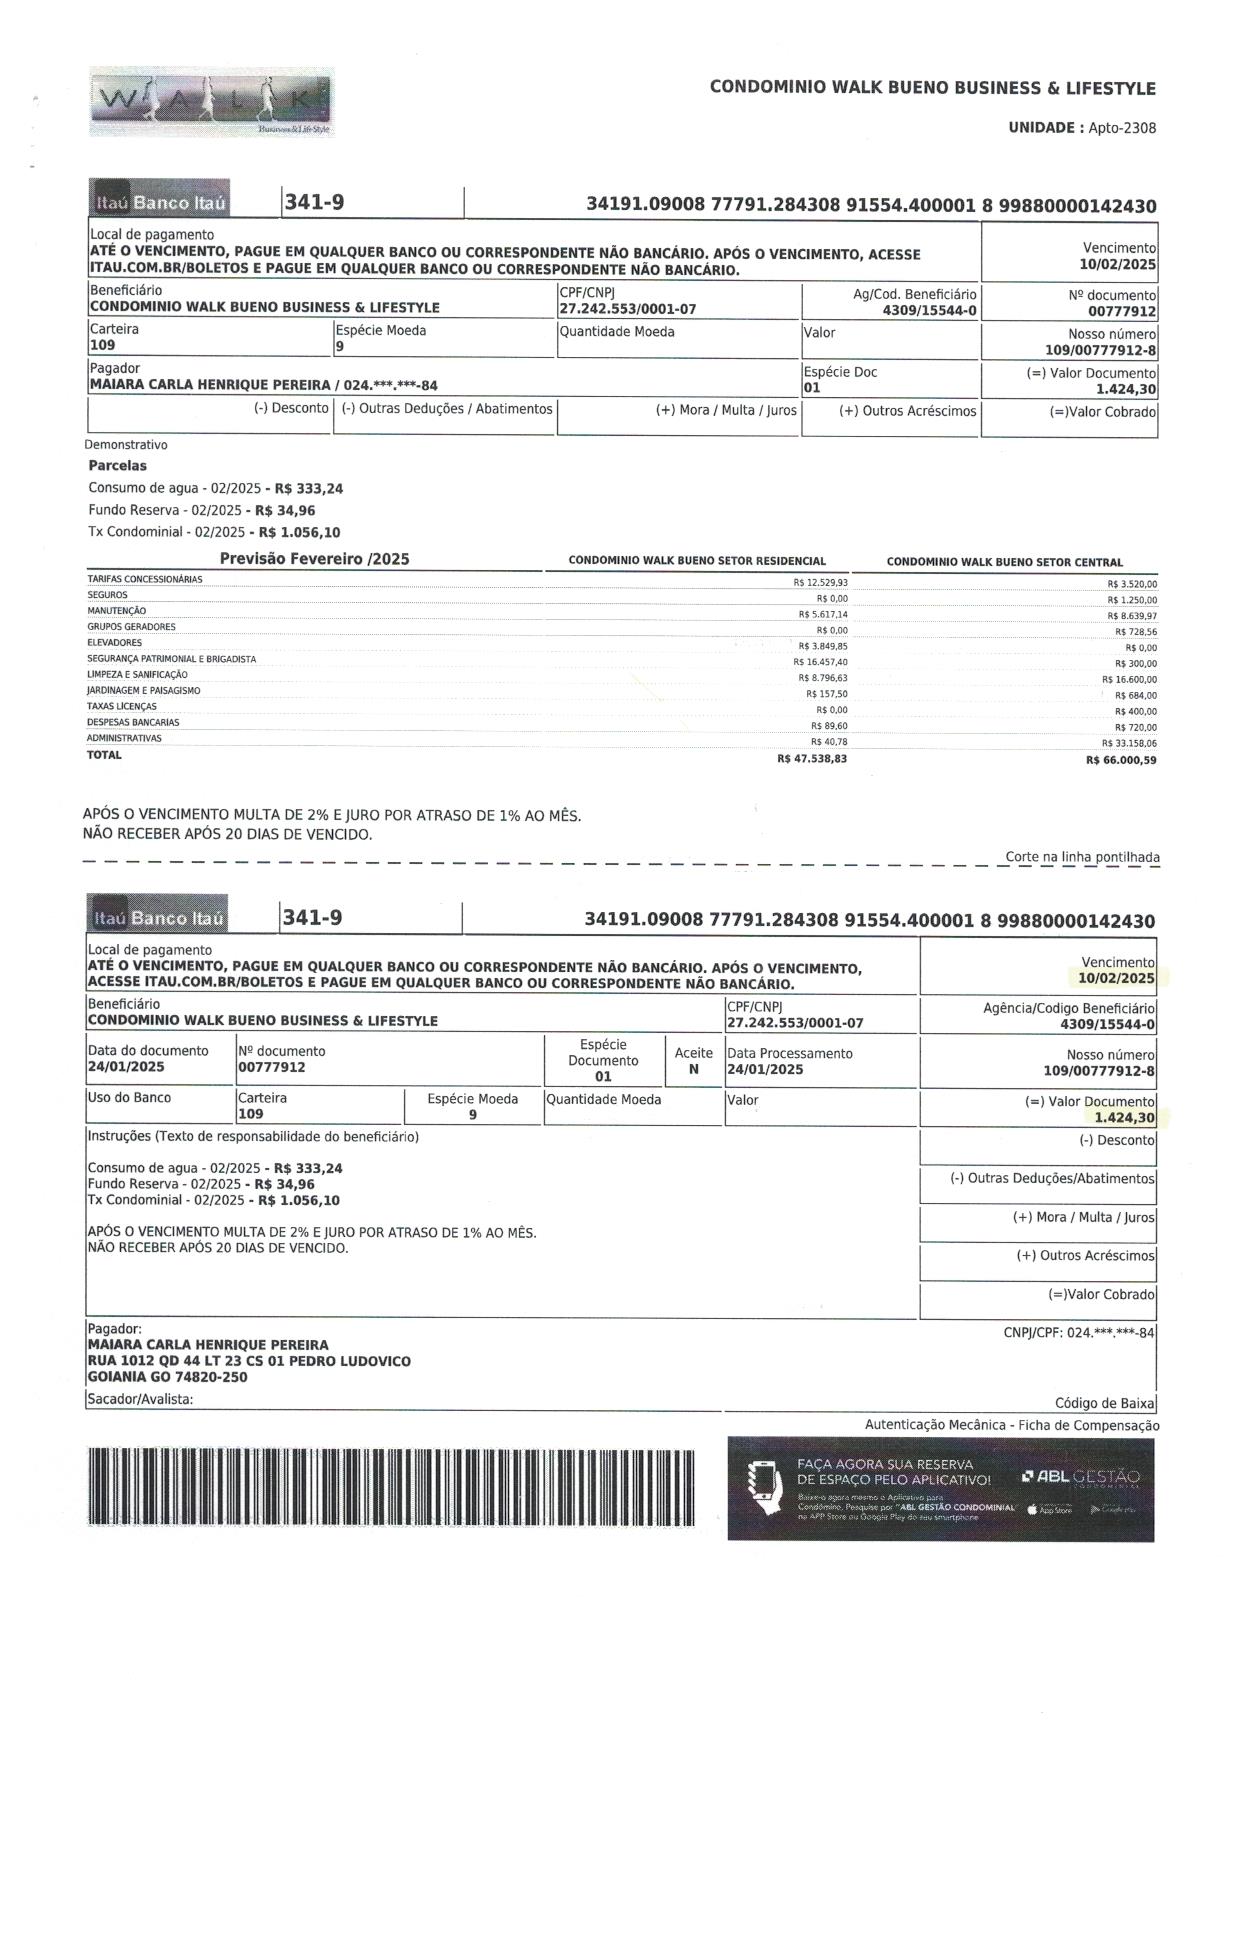 WALK
Business & Life Style
CONDOMINIO WALK BUENO BUSINESS & LIFESTYLE
UNIDADE : Apto-2308
Itaú Banco Itaú 341-9 34191.09008 77791.284308 91554.400001 8 99880000142430
Local de pagamento
ATÉ O VENCIMENTO, PAGUE EM QUALQUER BANCO OU CORRESPONDENTE NÃO BANCÁRIO. APÓS O VENCIMENTO, ACESSE
ITAU.COM.BR/BOLETOS E PAGUE EM QUALQUER BANCO OU CORRESPONDENTE NÃO BANCÁRIO.
Vencimento
10/02/2025
Beneficiário CPF/CNPJ Ag/Cod. Beneficiário Nº documento
CONDOMINIO WALK BUENO BUSINESS & LIFESTYLE 27.242.553/0001-07 4309/15544-0 00777912
Carteira Espécie Moeda Quantidade Moeda Valor Nosso número
109 9 109/00777912-8
Pagador Espécie Doc (=) Valor Documento
MAIARA CARLA HENRIQUE PEREIRA / 024.***.***-84 01 1.424,30
(-) Desconto (-) Outras Deduções / Abatimentos (+) Mora / Multa / Juros (+) Outros Acréscimos (=)Valor Cobrado
Demonstrativo
Parcelas
Consumo de agua - 02/2025 - R$ 333,24
Fundo Reserva - 02/2025 - R$ 34,96
Tx Condominial - 02/2025 - R$ 1.056,10
Previsão Fevereiro /2025 CONDOMINIO WALK BUENO SETOR RESIDENCIAL CONDOMINIO WALK BUENO SETOR CENTRAL
TARIFAS CONCESSIONÁRIAS R$ 12.529,93 R$ 3.520,00
SEGUROS R$ 0,00 R$ 1.250,00
MANUTENÇÃO R$ 5.617,14 R$ 8.639,97
GRUPOS GERADORES R$ 0,00 R$ 728,56
ELEVADORES R$ 3.849,85 R$ 0,00
SEGURANÇA PATRIMONIAL E BRIGADISTA R$ 16.457,40 R$ 300,00
LIMPEZA E SANIFICAÇÃO R$ 8.796,63 R$ 16.600,00
JARDINAGEM E PAISAGISMO R$ 157,50 R$ 684,00
TAXAS LICENÇAS R$ 0,00 R$ 400,00
DESPESAS BANCARIAS R$ 89,60 R$ 720,00
ADMINISTRATIVAS R$ 40,78 R$ 33.158,06
TOTAL R$ 47.538,83 R$ 66.000,59
APÓS O VENCIMENTO MULTA DE 2% E JURO POR ATRASO DE 1% AO MÊS.
NÃO RECEBER APÓS 20 DIAS DE VENCIDO.
Corte na linha pontilhada
Itaú Banco Itaú 341-9 34191.09008 77791.284308 91554.400001 8 99880000142430
Local de pagamento
ATÉ O VENCIMENTO, PAGUE EM QUALQUER BANCO OU CORRESPONDENTE NÃO BANCÁRIO. APÓS O VENCIMENTO,
ACESSE ITAU.COM.BR/BOLETOS E PAGUE EM QUALQUER BANCO OU CORRESPONDENTE NÃO BANCÁRIO.
Vencimento
10/02/2025
Beneficiário CPF/CNPJ Agência/Codigo Beneficiário
CONDOMINIO WALK BUENO BUSINESS & LIFESTYLE 27.242.553/0001-07 4309/15544-0
Data do documento Nº documento Espécie Documento Aceite Data Processamento Nosso número
24/01/2025 00777912 01 N 24/01/2025 109/00777912-8
Uso do Banco Carteira Espécie Moeda Quantidade Moeda Valor (=) Valor Documento
109 9 1.424,30
Instruções (Texto de responsabilidade do beneficiário)
(-) Desconto
Consumo de agua - 02/2025 - R$ 333,24
Fundo Reserva - 02/2025 - R$ 34,96
Tx Condominial - 02/2025 - R$ 1.056,10
(-) Outras Deduções/Abatimentos
(+) Mora / Multa / Juros
APÓS O VENCIMENTO MULTA DE 2% E JURO POR ATRASO DE 1% AO MÊS.
NÃO RECEBER APÓS 20 DIAS DE VENCIDO.
(+) Outros Acréscimos
(=)Valor Cobrado
Pagador: CNPJ/CPF: 024.***.***-84
MAIARA CARLA HENRIQUE PEREIRA
RUA 1012 QD 44 LT 23 CS 01 PEDRO LUDOVICO
GOIANIA GO 74820-250
Sacador/Avalista: Código de Baixa
Autenticação Mecânica - Ficha de Compensação
FAÇA AGORA SUA RESERVA
DE ESPAÇO PELO APLICATIVO!
Baixe-o agora mesmo o Aplicativo para
Condômino, Pesquise por "ABL GESTÃO CONDOMINIAL"
na APP Store ou Google Play do seu smartphone
ABL GESTÃO
CONDOMINIAL
App Store Google Play